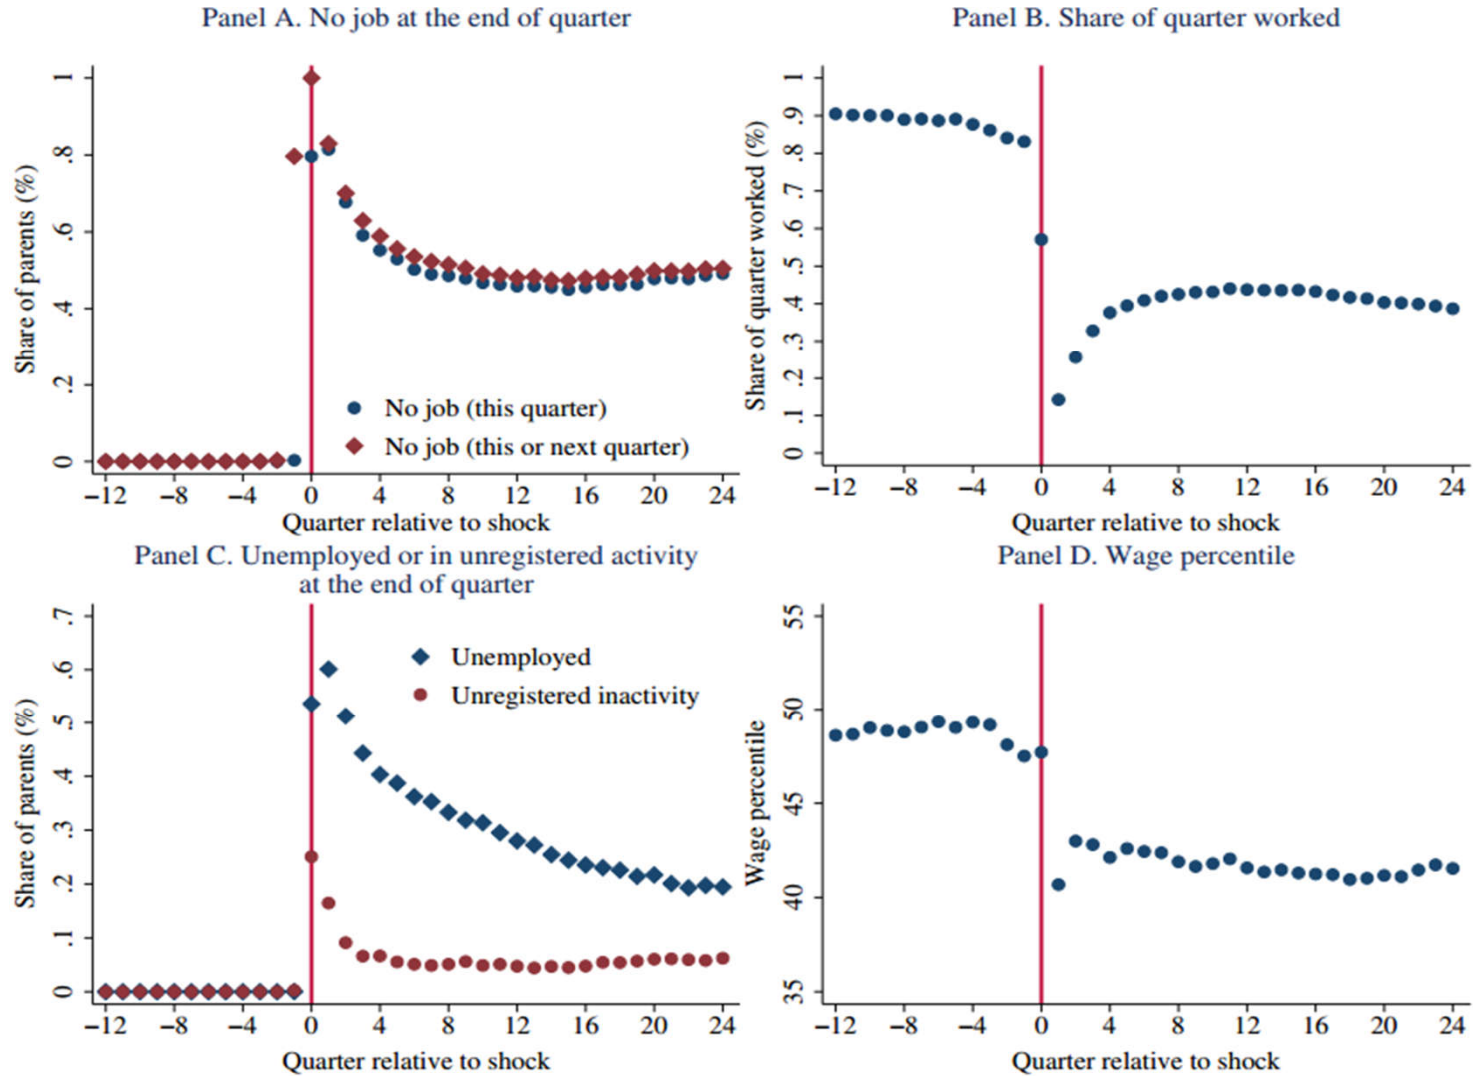 Panel A. No job at the end of quarter
Share of parents (%)
1
.8
.6
.4
.2
0
No job (this quarter)
No job (this or next quarter)
−12 −8 −4 0 4 8 12 16 20 24
Quarter relative to shock
Panel B. Share of quarter worked
Share of quarter worked (%)
1
.9
.8
.7
.6
.5
.4
.3
.2
.1
0
−12 −8 −4 0 4 8 12 16 20 24
Quarter relative to shock
Panel C. Unemployed or in unregistered activity
at the end of quarter
Share of parents (%)
.7
.6
.5
.4
.3
.2
.1
0
Unemployed
Unregistered inactivity
−12 −8 −4 0 4 8 12 16 20 24
Quarter relative to shock
Panel D. Wage percentile
Wage percentile
55
50
45
40
35
−12 −8 −4 0 4 8 12 16 20 24
Quarter relative to shock